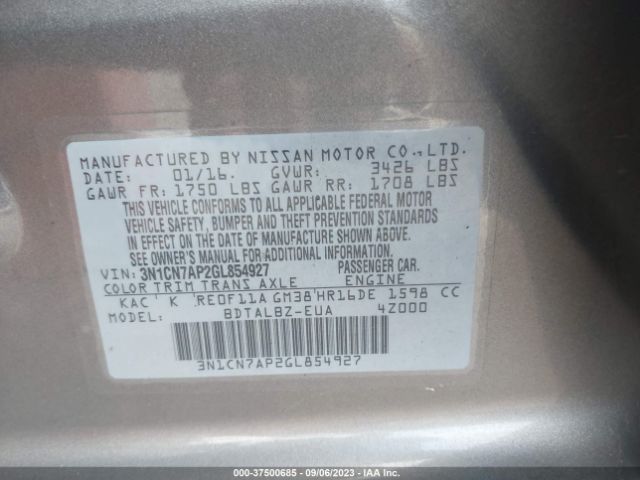 MANUFACTURED BY NISSAN MOTOR CO.,LTD.
DATE: 01/16. GVWR: 3426 LBS
GAWR FR: 1750 LBS GAWR RR: 1708 LBS
THIS VEHICLE CONFORMS TO ALL APPLICABLE FEDERAL MOTOR
VEHICLE SAFETY, BUMPER AND THEFT PREVENTION STANDARDS
IN EFFECT ON THE DATE OF MANUFACTURE SHOWN ABOVE.
SEE OWNER'S MANUAL FOR ADDITIONAL INFORMATION.
VIN: 3N1CN7AP2GL854927 PASSENGER CAR.
COLOR TRIM TRANS AXLE ENGINE
KAC' K 'RE0F11A GM38'HR16DE 1598 CC
MODEL: BDTALBZ-EUA 4Z000
3N1CN7AP2GL854927
000-37500685 - 09/06/2023 - IAA Inc.